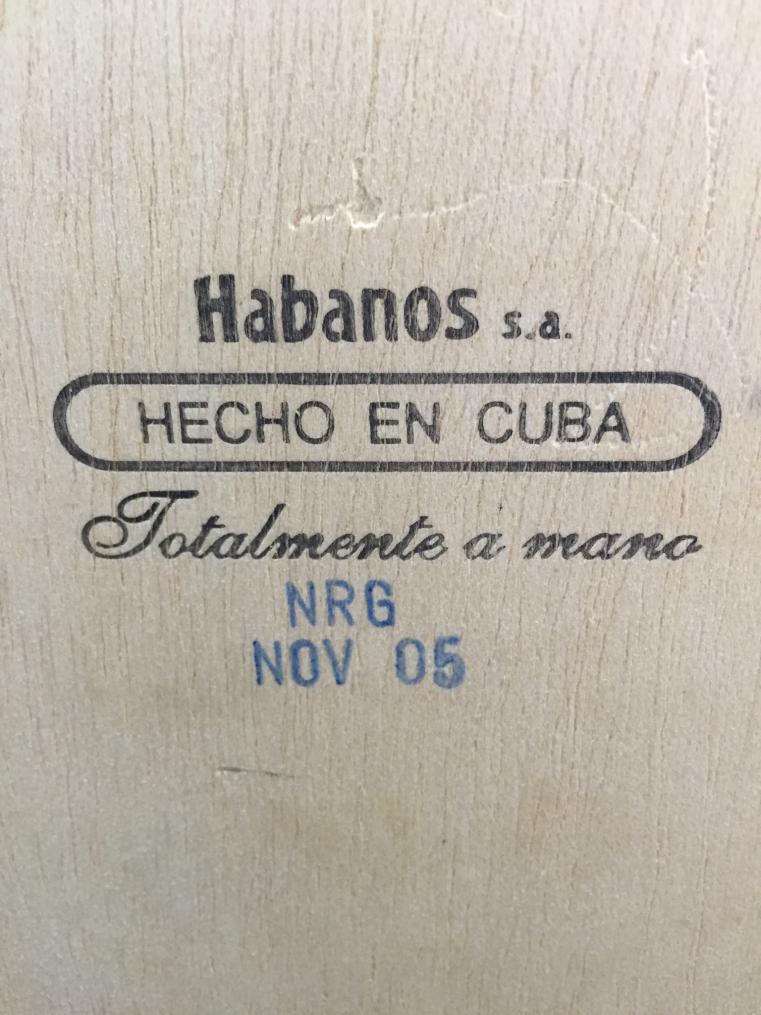 Habanos s.a.
HECHO EN CUBA
Totalmente a mano
NRG
NOV 05